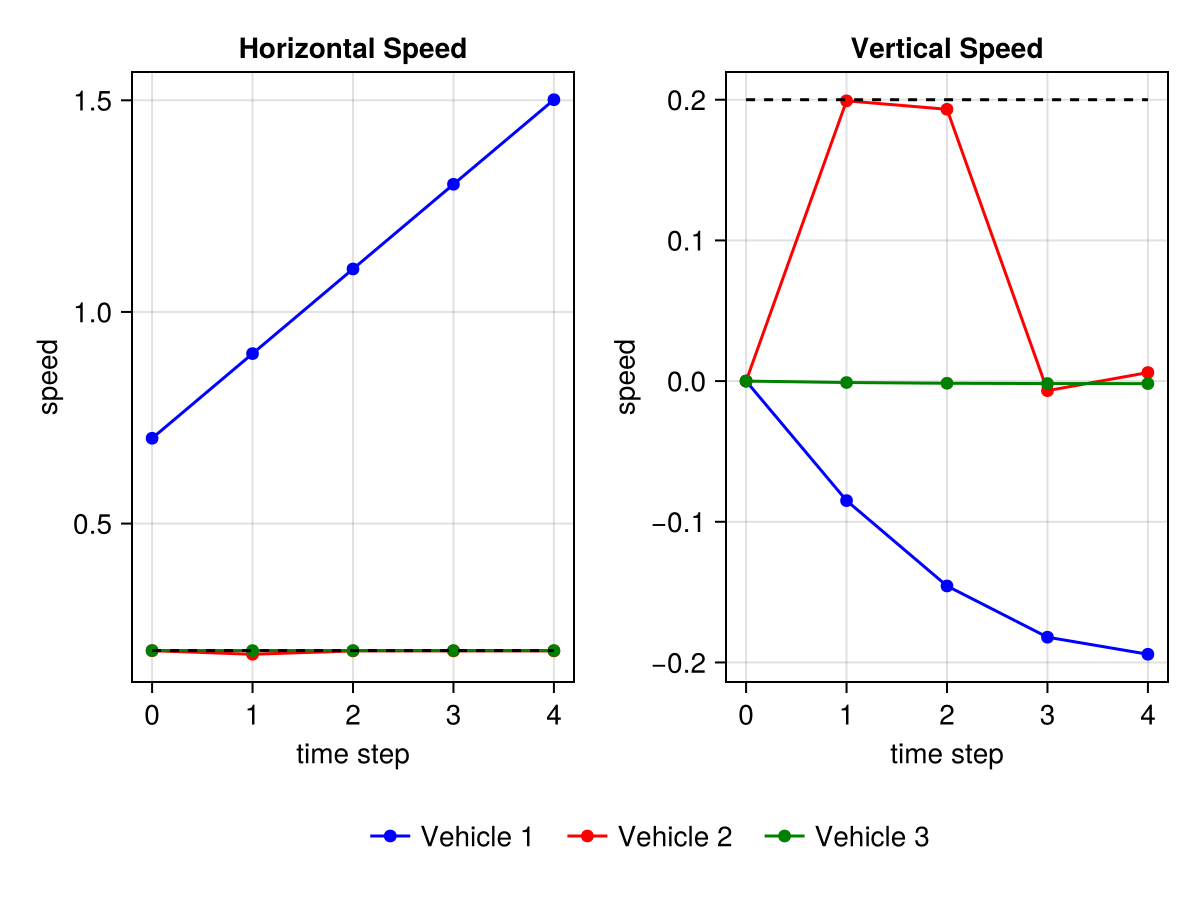 Horizontal Speed
1.5
1.0
0.5
speed
0 1 2 3 4
time step
Vertical Speed
0.2
0.1
0.0
−0.1
−0.2
speed
0 1 2 3 4
time step
Vehicle 1 Vehicle 2 Vehicle 3